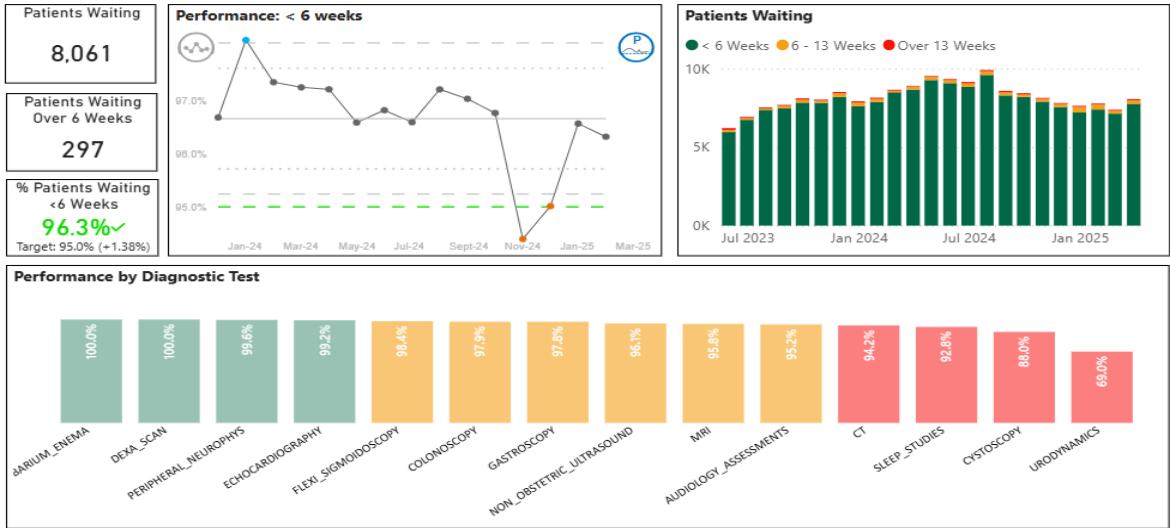 Patients Waiting
8,061
Patients Waiting
Over 6 Weeks
297
% Patients Waiting
<6 Weeks
96.3%✓
Target: 95.0% (+1.38%)
Performance: < 6 weeks
P
97.0%
96.0%
95.0%
Jan-24 Mar-24 May-24 Jul-24 Sept-24 Nov-24 Jan-25 Mar-25
Patients Waiting
< 6 Weeks 6 - 13 Weeks Over 13 Weeks
10K
5K
0K
Jul 2023 Jan 2024 Jul 2024 Jan 2025
Performance by Diagnostic Test
100.0% 100.0% 99.6% 99.2% 98.4% 97.9% 97.8% 96.1% 95.8% 95.2% 94.2% 92.8% 88.0% 69.0%
BARIUM_ENEMA
DEXA_SCAN
PERIPHERAL_NEUROPHYS
ECHOCARDIOGRAPHY
FLEXI_SIGMOIDOSCOPY
COLONOSCOPY
GASTROSCOPY
NON_OBSTETRIC_ULTRASOUND
MRI
AUDIOLOGY_ASSESSMENTS
CT
SLEEP_STUDIES
CYSTOSCOPY
URODYNAMICS